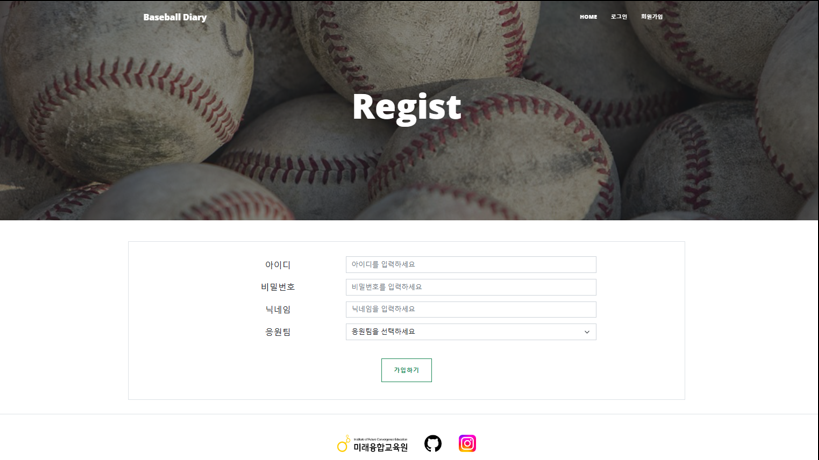 Baseball Diary
HOME 로그인 회원가입
Regist
아이디 아이디를 입력하세요
비밀번호 비밀번호를 입력하세요
닉네임 닉네임을 입력하세요
응원팀 응원팀을 선택하세요
가입하기
Institute of Future Convergence Education
미래융합교육원